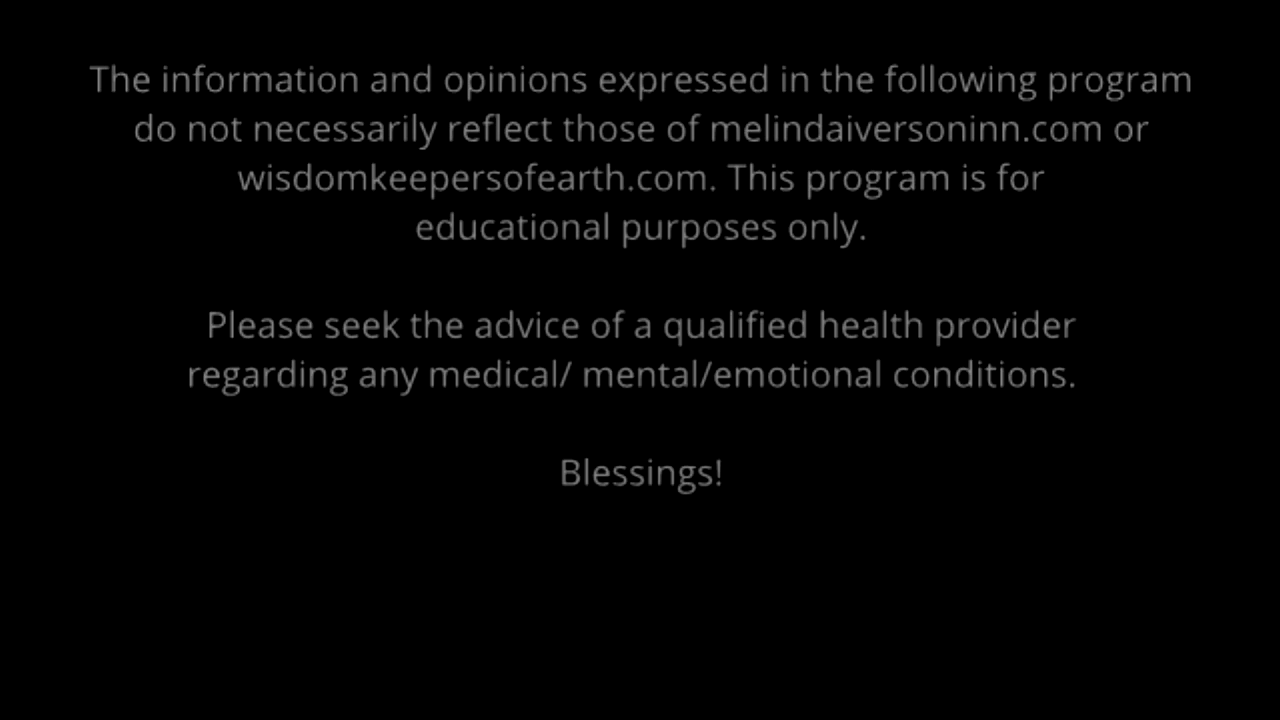 The information and opinions expressed in the following program
do not necessarily reflect those of melindaiversoninn.com or
wisdomkeepersofearth.com. This program is for
educational purposes only.
Please seek the advice of a qualified health provider
regarding any medical/ mental/emotional conditions.
Blessings!